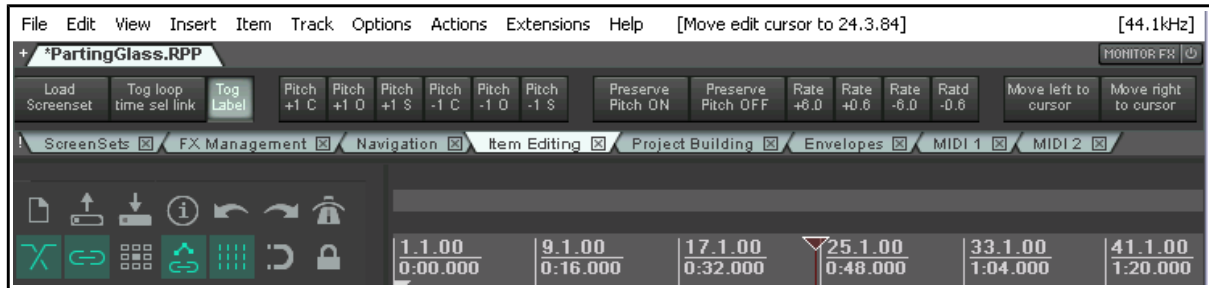 File Edit View Insert Item Track Options Actions Extensions Help [Move edit cursor to 24.3.84] [44.1kHz]
+ *PartingGlass.RPP MONITOR FX
Load Screenset Tog loop time sel link Tog Label Pitch +1 C Pitch +1 O Pitch +1 S Pitch -1 C Pitch -1 O Pitch -1 S Preserve Pitch ON Preserve Pitch OFF Rate +6.0 Rate +0.6 Rate -6.0 Ratd -0.6 Move left to cursor Move right to cursor
! ScreenSets FX Management Navigation Item Editing Project Building Envelopes MIDI 1 MIDI 2
1.1.00 9.1.00 17.1.00 25.1.00 33.1.00 41.1.00
0:00.000 0:16.000 0:32.000 0:48.000 1:04.000 1:20.000